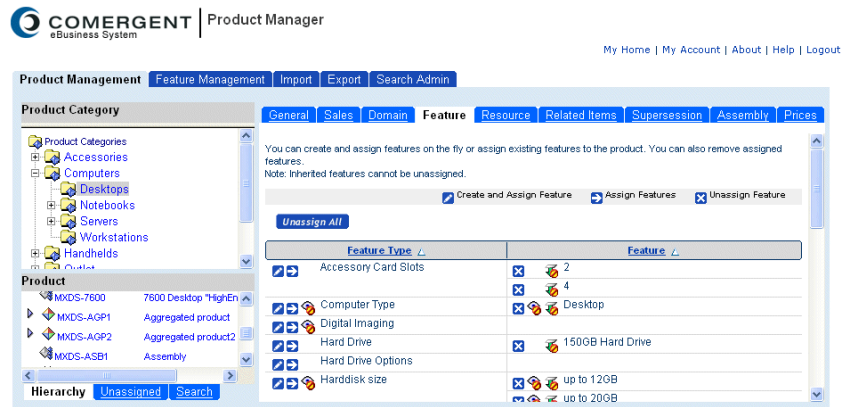 COMERGENT
eBusiness System
Product Manager
My Home | My Account | About | Help | Logout
Product Management
Feature Management
Import
Export
Search Admin
Product Category
Product Categories
Accessories
Computers
Desktops
Notebooks
Servers
Workstations
Handhelds
Outlet
Product
MXDS-7600 7600 Desktop "HighEn
MXDS-AGP1 Aggregated product
MXDS-AGP2 Aggregated product2
MXDS-ASB1 Assembly
Hierarchy Unassigned Search
General Sales Domain Feature Resource Related Items Supersession Assembly Prices
You can create and assign features on the fly or assign existing features to the product. You can also remove assigned
features.
Note: Inherited features cannot be unassigned.
Create and Assign Feature Assign Features Unassign Feature
Unassign All
Feature Type Feature
Accessory Card Slots 2
4
Computer Type Desktop
Digital Imaging
Hard Drive 150GB Hard Drive
Hard Drive Options
Harddisk size up to 12GB
up to 20GB